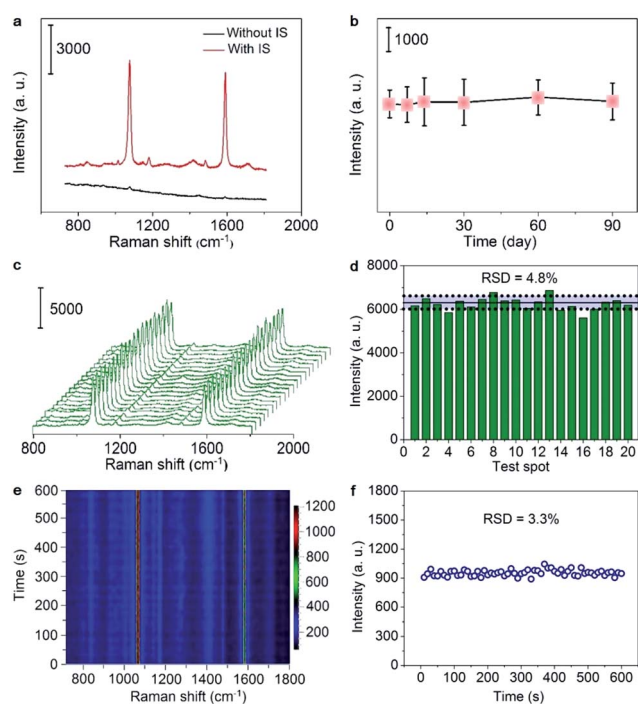 a
3000
Without IS
With IS
Intensity (a. u.)
800 1200 1600 2000
Raman shift (cm⁻¹)
b
1000
Intensity (a. u.)
0 30 60 90
Time (day)
c
5000
800 1200 1600 2000
Raman shift (cm⁻¹)
d
RSD = 4.8%
Intensity (a. u.)
8000
6000
4000
2000
0
0 2 4 6 8 10 12 14 16 18 20
Test spot
e
Time (s)
600
500
400
300
200
100
0
800 1000 1200 1400 1600 1800
Raman shift (cm⁻¹)
1200
1000
800
600
400
200
f
RSD = 3.3%
Intensity (a. u.)
1800
1500
1200
900
600
300
0
0 100 200 300 400 500 600
Time (s)